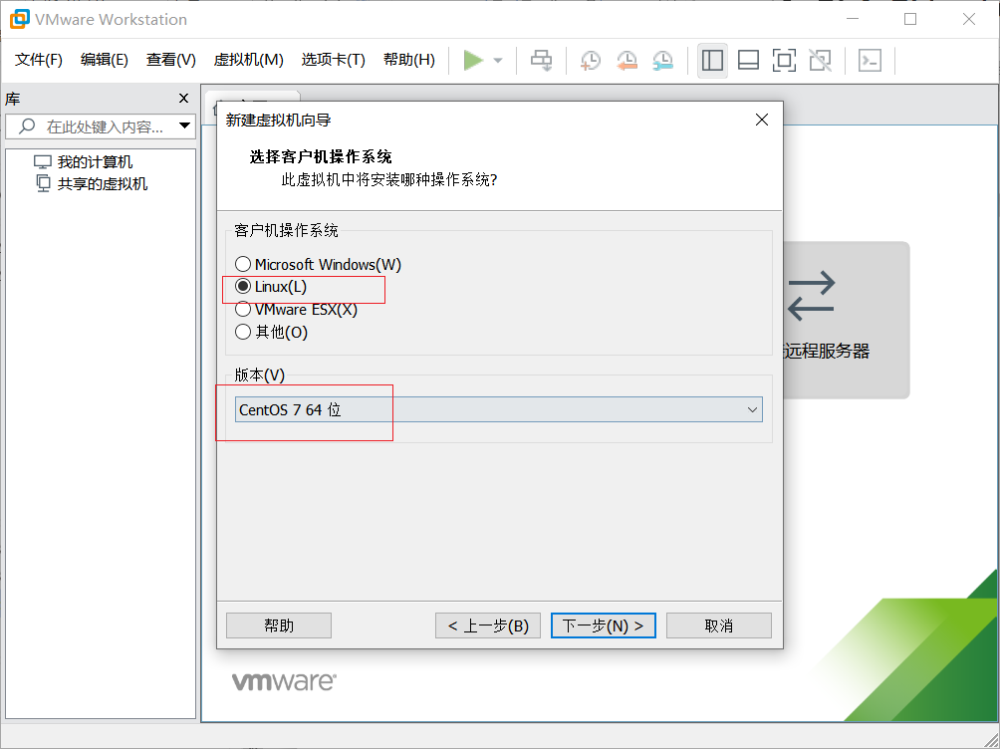 VMware Workstation
文件(F) 编辑(E) 查看(V) 虚拟机(M) 选项卡(T) 帮助(H)
库
在此处键入内容...
我的计算机
共享的虚拟机
新建虚拟机向导
选择客户机操作系统
此虚拟机中将安装哪种操作系统?
客户机操作系统
Microsoft Windows(W)
Linux(L)
VMware ESX(X)
其他(O)
版本(V)
CentOS 7 64 位
远程服务器
帮助 < 上一步(B) 下一步(N) > 取消
vmware